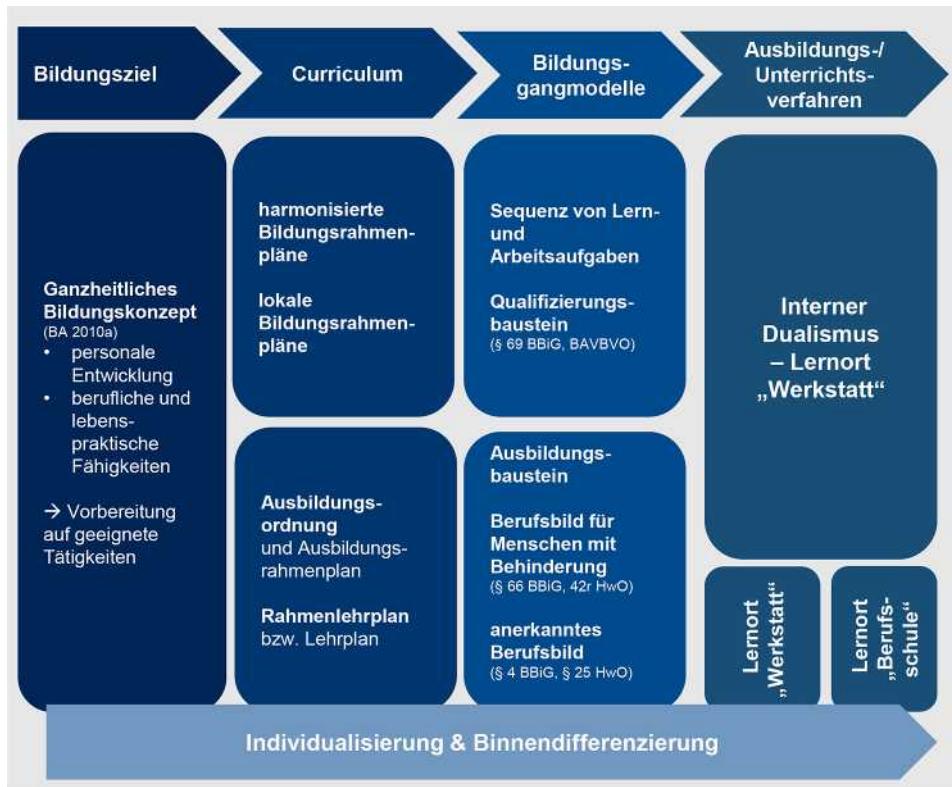 Bildungsziel
Curriculum
Bildungs-
gangmodelle
Ausbildungs-/
Unterrichts-
verfahren
Ganzheitliches
Bildungskonzept
(BA 2010a)
• personale
Entwicklung
• berufliche und
lebens-
praktische
Fähigkeiten
→ Vorbereitung
auf geeignete
Tätigkeiten
harmonisierte
Bildungsrahmen-
pläne
lokale
Bildungsrahmen-
pläne
Ausbildungs-
ordnung
und Ausbildungs-
rahmenplan
Rahmenlehrplan
bzw. Lehrplan
Sequenz von Lern-
und
Arbeitsaufgaben
Qualifizierungs-
baustein
(§ 69 BBiG, BAVBVO)
Ausbildungs-
baustein
Berufsbild für
Menschen mit
Behinderung
(§ 66 BBiG, 42r HwO)
anerkanntes
Berufsbild
(§ 4 BBiG, § 25 HwO)
Interner
Dualismus
– Lernort
„Werkstatt“
Lernort
„Werkstatt“
Lernort
„Berufs-
schule“
Individualisierung & Binnendifferenzierung